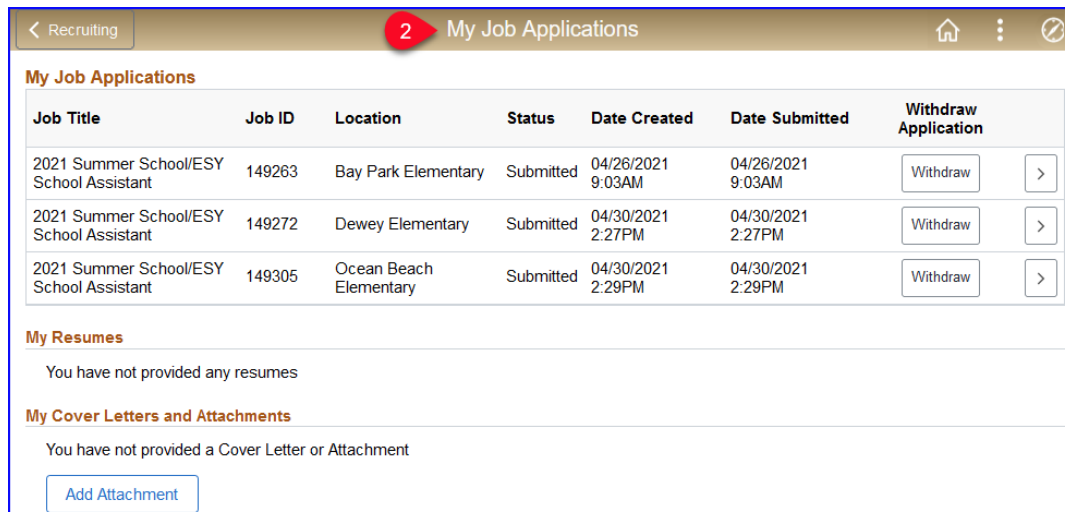 Recruiting
2
My Job Applications
My Job Applications
Job Title Job ID Location Status Date Created Date Submitted Withdraw Application
2021 Summer School/ESY School Assistant 149263 Bay Park Elementary Submitted 04/26/2021 9:03AM 04/26/2021 9:03AM Withdraw
2021 Summer School/ESY School Assistant 149272 Dewey Elementary Submitted 04/30/2021 2:27PM 04/30/2021 2:27PM Withdraw
2021 Summer School/ESY School Assistant 149305 Ocean Beach Elementary Submitted 04/30/2021 2:29PM 04/30/2021 2:29PM Withdraw
My Resumes
You have not provided any resumes
My Cover Letters and Attachments
You have not provided a Cover Letter or Attachment
Add Attachment